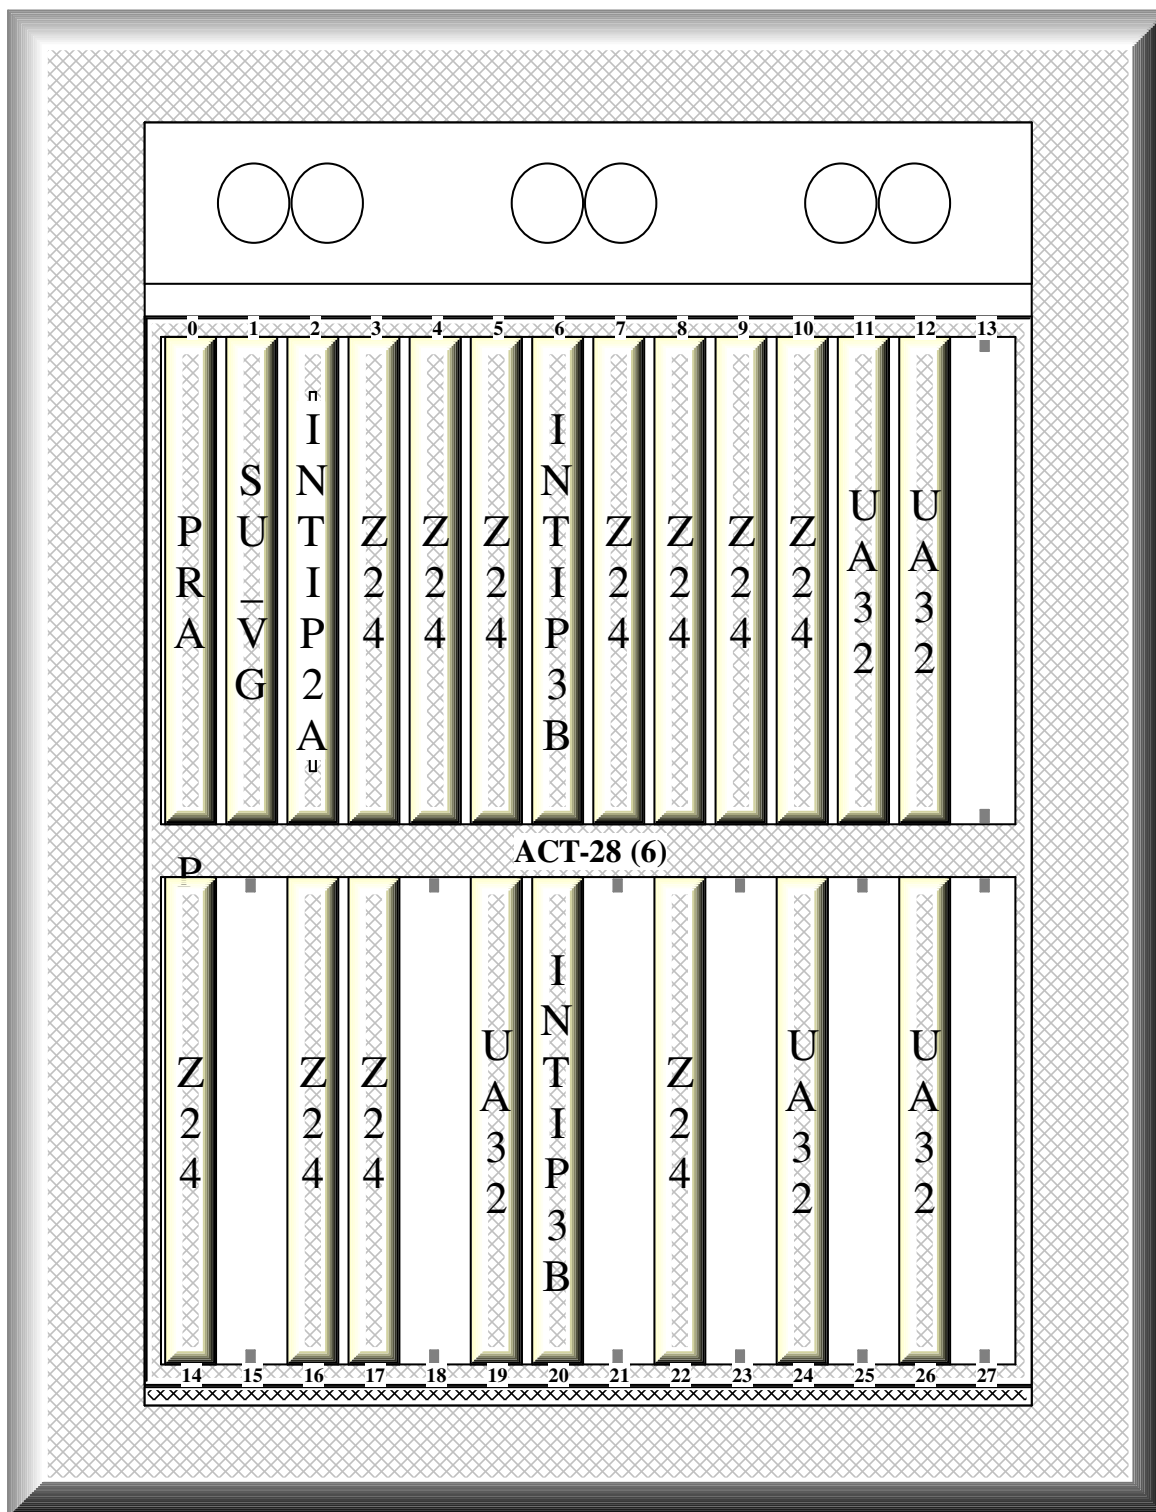 0 1 2 3 4 5 6 7 8 9 10 11 12 13
PRA
SU_VG
INTIP2A
Z24
Z24
Z24
INTIP3B
Z24
Z24
Z24
Z24
UA32
UA32
ACT-28 (6)
P
Z24
Z24
Z24
UA32
INTIP3B
Z24
UA32
UA32
14 15 16 17 18 19 20 21 22 23 24 25 26 27